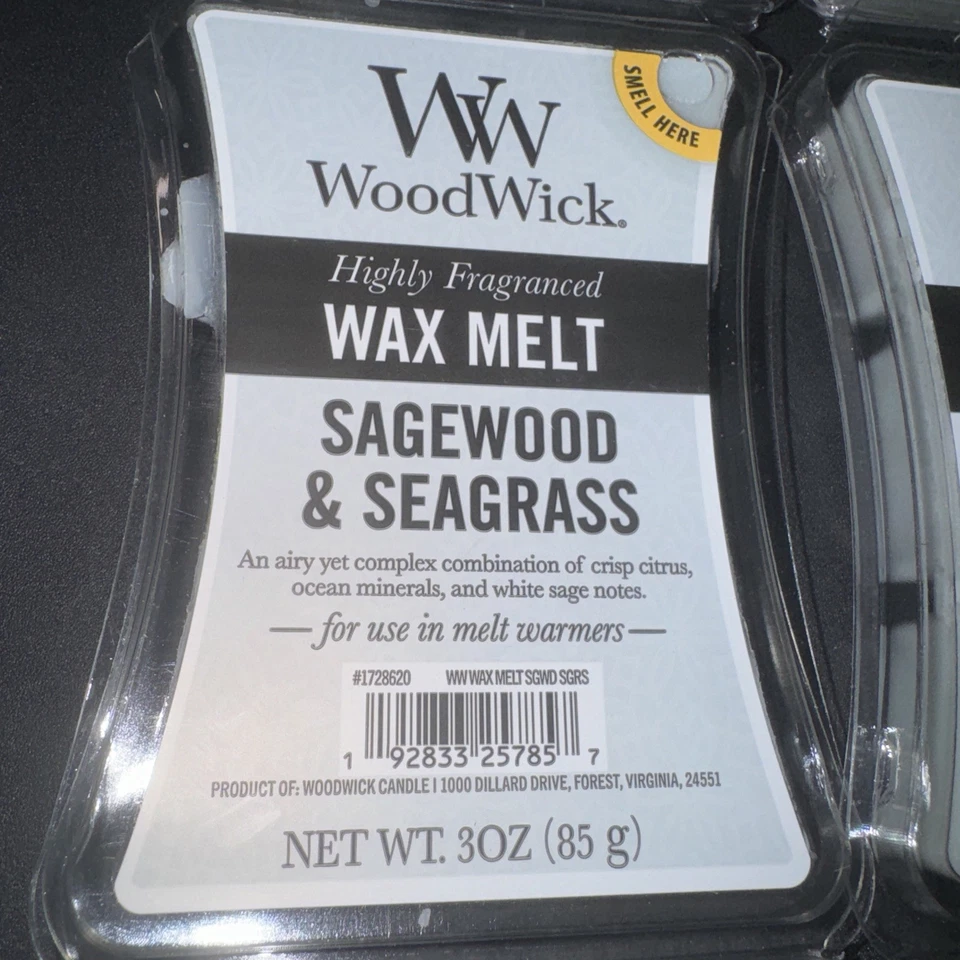 SMELL HERE
WW
WoodWick®
Highly Fragranced
WAX MELT
SAGEWOOD
& SEAGRASS
An airy yet complex combination of crisp citrus,
ocean minerals, and white sage notes.
— for use in melt warmers —
#1728620 WW WAX MELT SGWD SGRS
1 92833 25785 7
PRODUCT OF: WOODWICK CANDLE | 1000 DILLARD DRIVE, FOREST, VIRGINIA, 24551
NET WT. 3OZ (85 g)